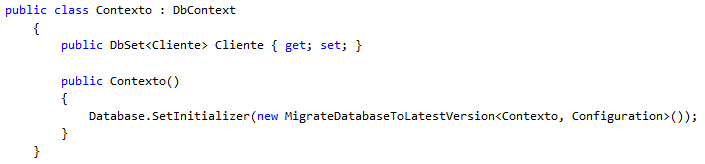 public class Contexto : DbContext
{
public DbSet<Cliente> Cliente { get; set; }
public Contexto()
{
Database.SetInitializer(new MigrateDatabaseToLatestVersion<Contexto, Configuration>());
}
}